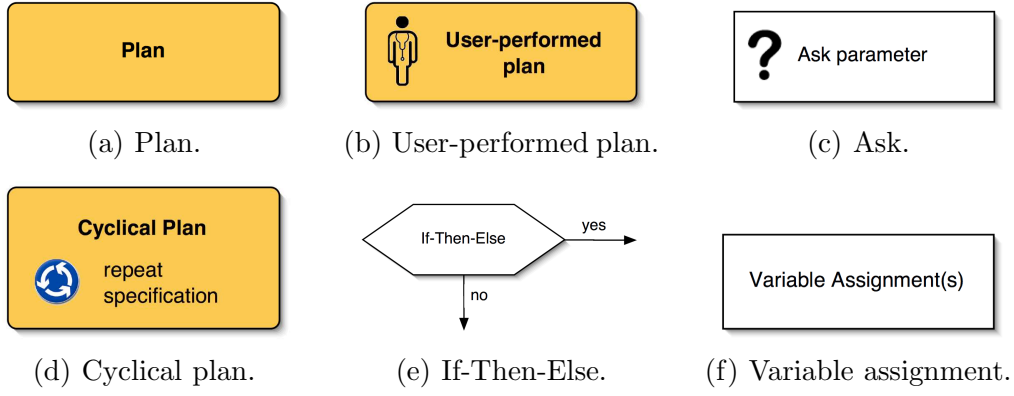 Plan
User-performed
plan
Ask parameter
(a) Plan.
(b) User-performed plan.
(c) Ask.
Cyclical Plan
repeat
specification
If-Then-Else
yes
no
Variable Assignment(s)
(d) Cyclical plan.
(e) If-Then-Else.
(f) Variable assignment.